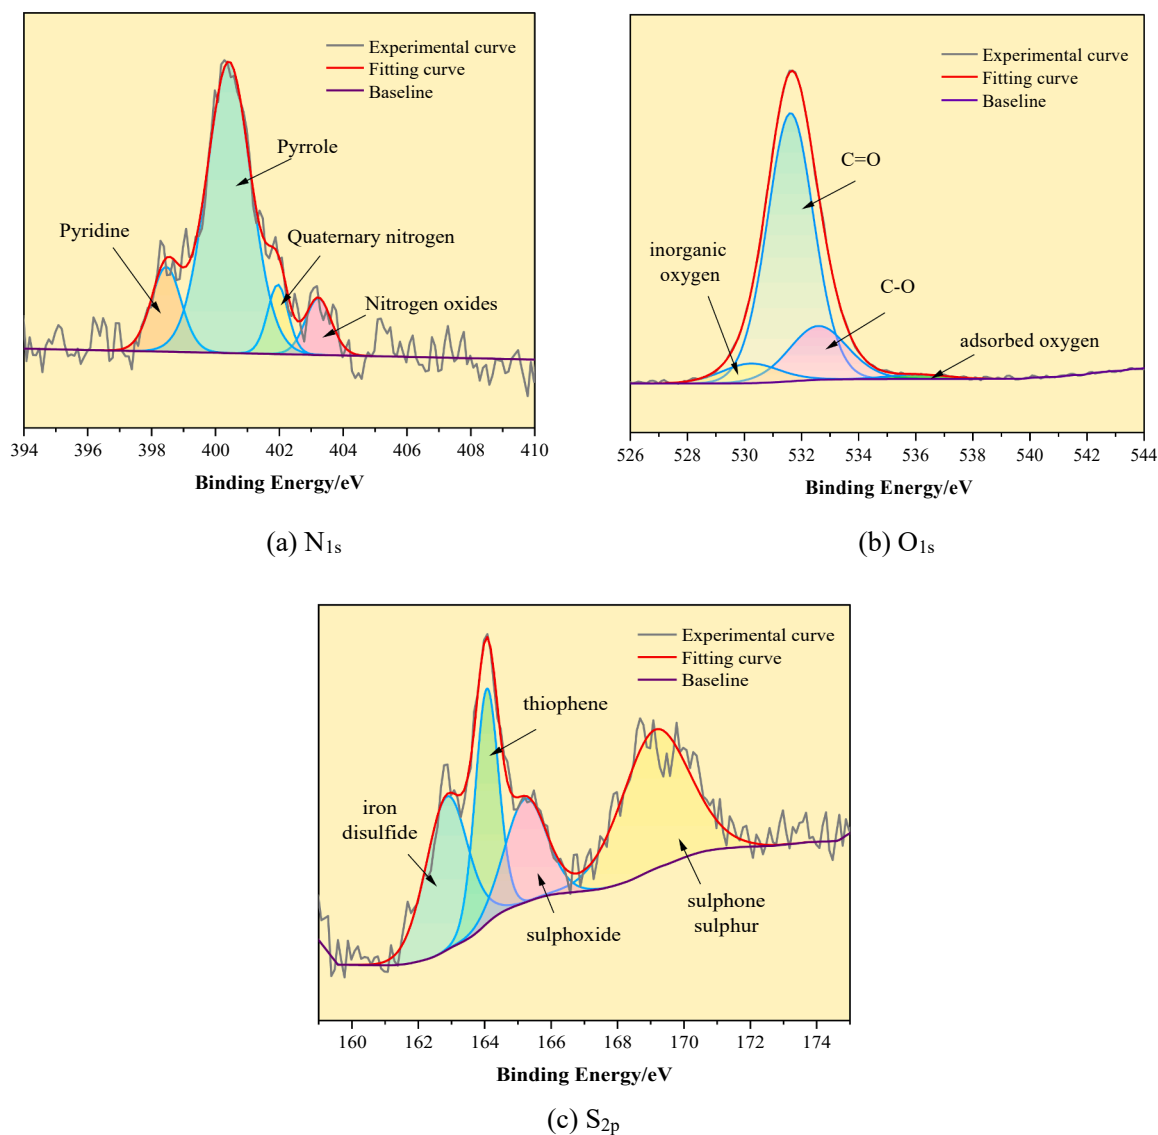 Experimental curve
Fitting curve
Baseline
Pyrrole
Pyridine
Quaternary nitrogen
Nitrogen oxides
394 396 398 400 402 404 406 408 410
Binding Energy/eV
(a) N1s
Experimental curve
Fitting curve
Baseline
C=O
inorganic
oxygen
C-O
adsorbed oxygen
526 528 530 532 534 536 538 540 542 544
Binding Energy/eV
(b) O1s
Experimental curve
Fitting curve
Baseline
thiophene
iron
disulfide
sulphone
sulphur
sulphoxide
160 162 164 166 168 170 172 174
Binding Energy/eV
(c) S2p